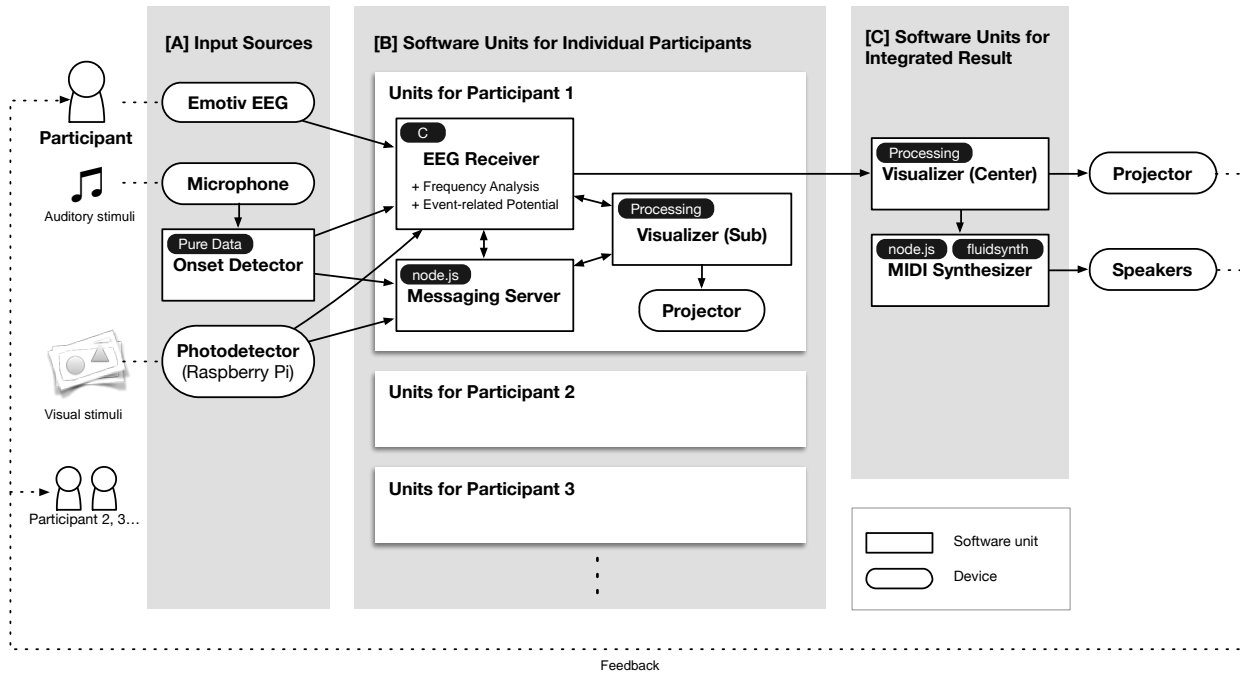 [A] Input Sources
[B] Software Units for Individual Participants
[C] Software Units for
Integrated Result
Participant
Auditory stimuli
Visual stimuli
Participant 2, 3…
Emotiv EEG
Microphone
Pure Data
Onset Detector
Photodetector
(Raspberry Pi)
Units for Participant 1
C
EEG Receiver
+ Frequency Analysis
+ Event-related Potential
Processing
Visualizer (Sub)
node.js
Messaging Server
Projector
Units for Participant 2
Units for Participant 3
Processing
Visualizer (Center)
node.js
fluidsynth
MIDI Synthesizer
Projector
Speakers
Software unit
Device
Feedback